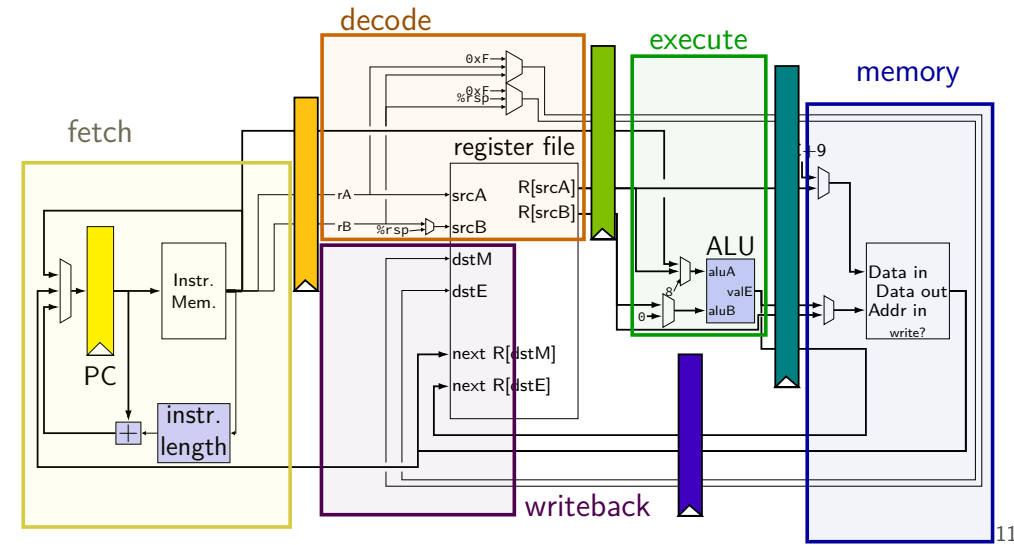 decode
execute
memory
fetch
0xF
0xF
%rsp
register file
+9
rA
srcA
R[srcA]
R[srcB]
rB
%rsp
srcB
ALU
dstM
Instr.
Mem.
aluA
Data in
8
dstE
valE
Data out
0
aluB
Addr in
write?
PC
next R[dstM]
next R[dstE]
instr.
length
+
writeback
11